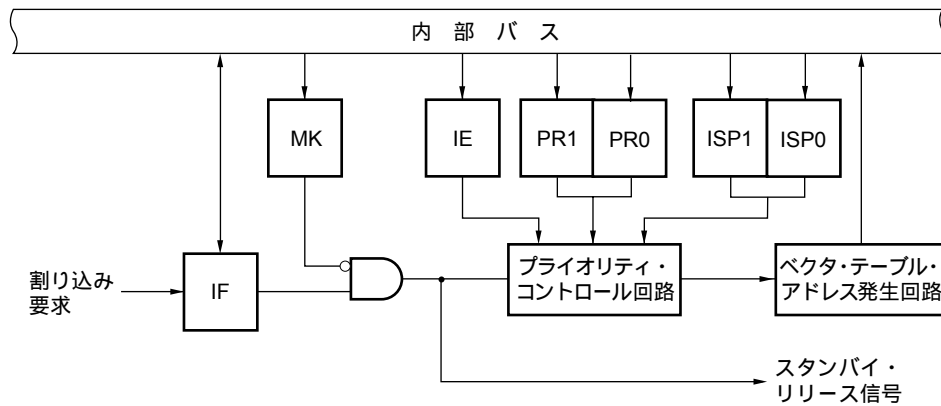 内 部 バ ス
MK
IE
PR1
PR0
ISP1
ISP0
割り込み
要求
IF
プライオリティ・
コントロール回路
ベクタ・テーブル・
アドレス発生回路
スタンバイ・
リリース信号